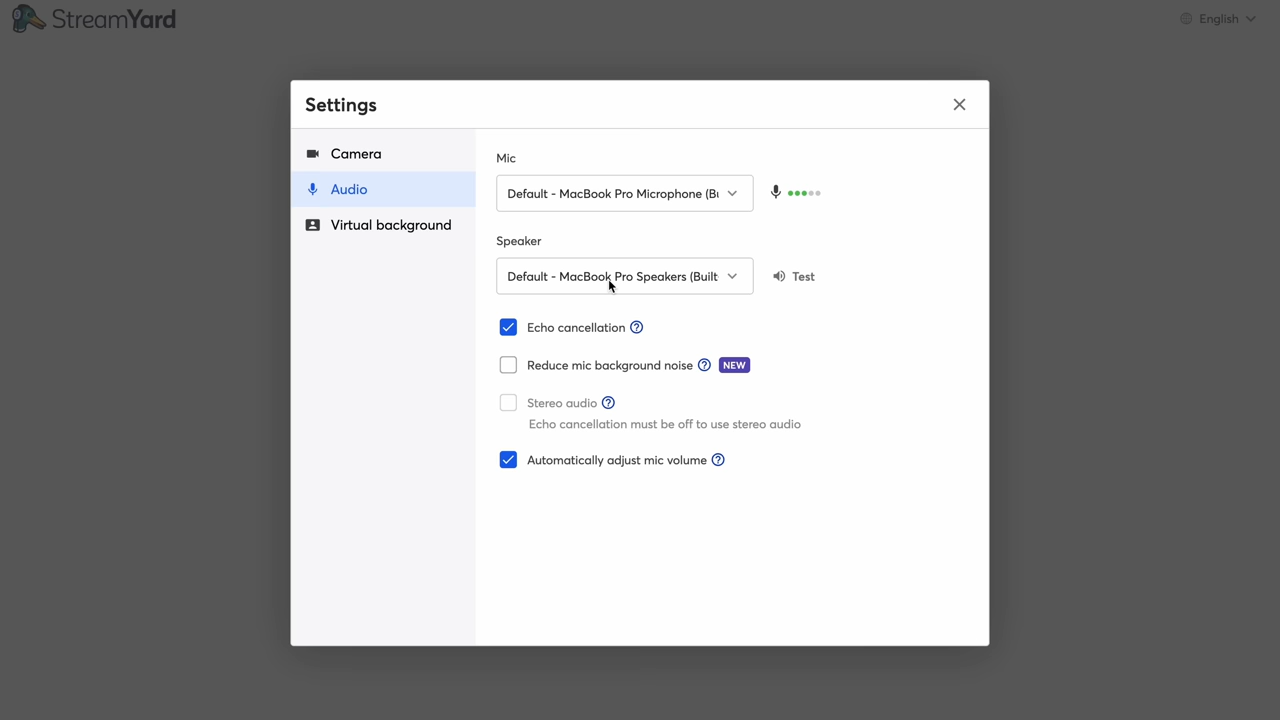 StreamYard
English
Settings
Camera
Audio
Virtual background
Mic
Default - MacBook Pro Microphone (Bu
Speaker
Default - MacBook Pro Speakers (Built
Test
Echo cancellation
Reduce mic background noise NEW
Stereo audio
Echo cancellation must be off to use stereo audio
Automatically adjust mic volume